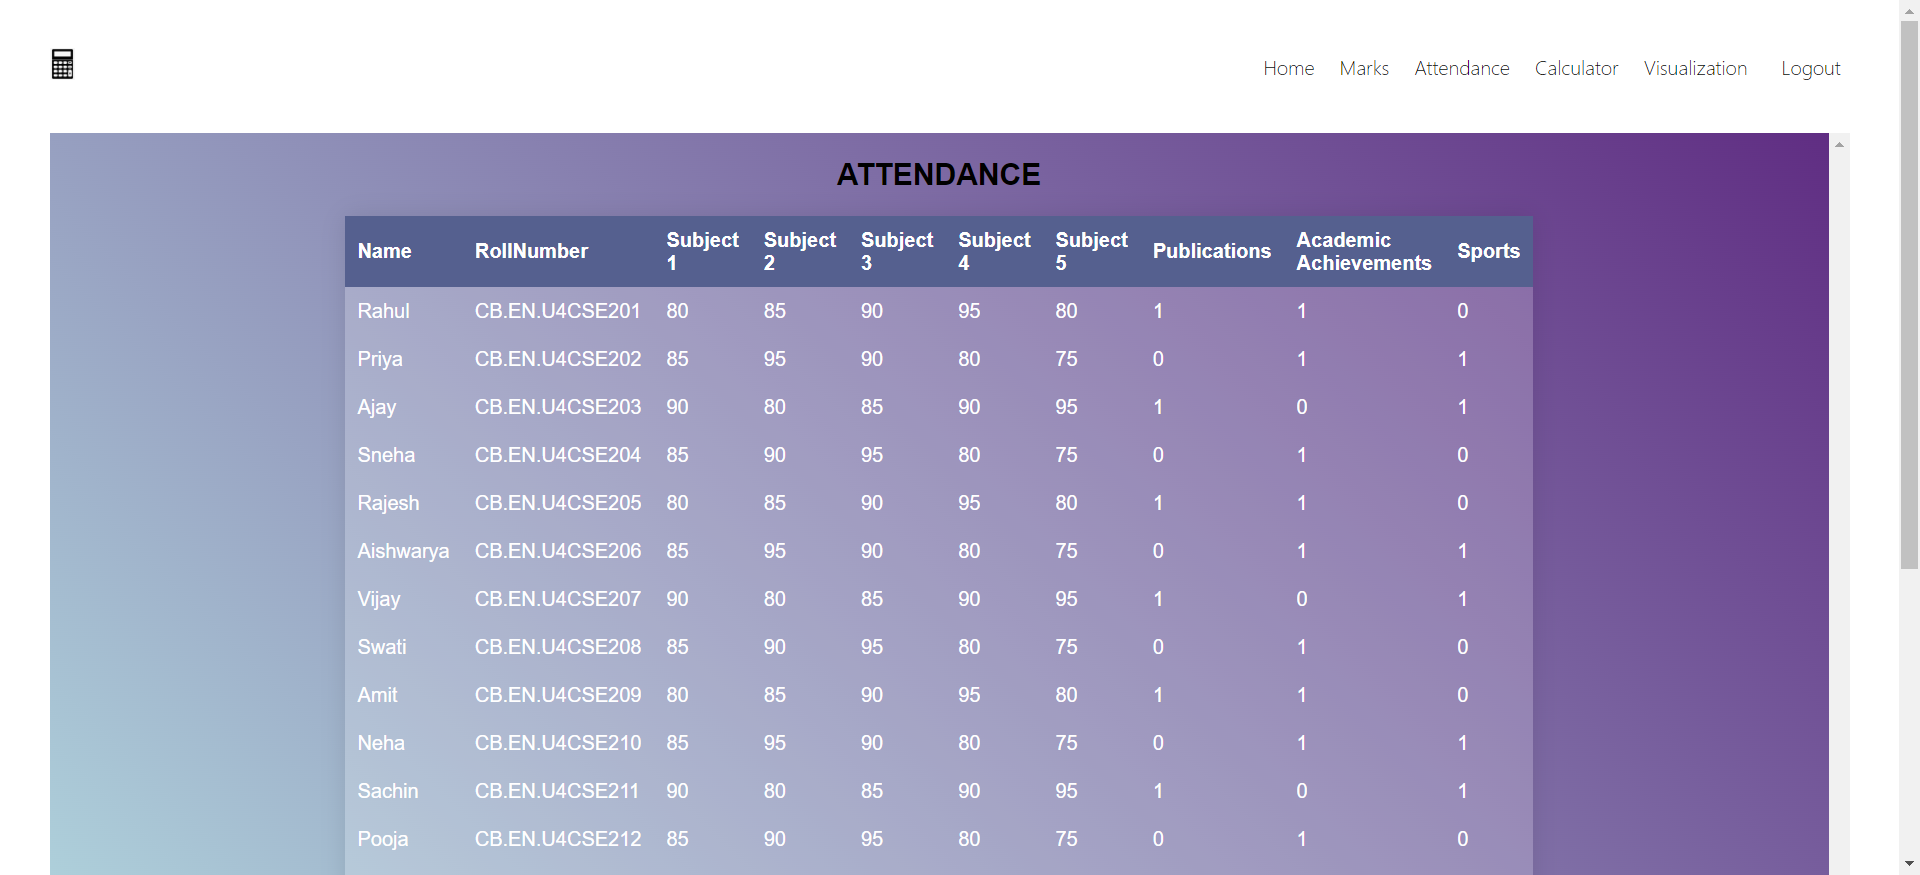 Home Marks Attendance Calculator Visualization Logout
ATTENDANCE
Name RollNumber Subject 1 Subject 2 Subject 3 Subject 4 Subject 5 Publications Academic Achievements Sports
Rahul CB.EN.U4CSE201 80 85 90 95 80 1 1 0
Priya CB.EN.U4CSE202 85 95 90 80 75 0 1 1
Ajay CB.EN.U4CSE203 90 80 85 90 95 1 0 1
Sneha CB.EN.U4CSE204 85 90 95 80 75 0 1 0
Rajesh CB.EN.U4CSE205 80 85 90 95 80 1 1 0
Aishwarya CB.EN.U4CSE206 85 95 90 80 75 0 1 1
Vijay CB.EN.U4CSE207 90 80 85 90 95 1 0 1
Swati CB.EN.U4CSE208 85 90 95 80 75 0 1 0
Amit CB.EN.U4CSE209 80 85 90 95 80 1 1 0
Neha CB.EN.U4CSE210 85 95 90 80 75 0 1 1
Sachin CB.EN.U4CSE211 90 80 85 90 95 1 0 1
Pooja CB.EN.U4CSE212 85 90 95 80 75 0 1 0